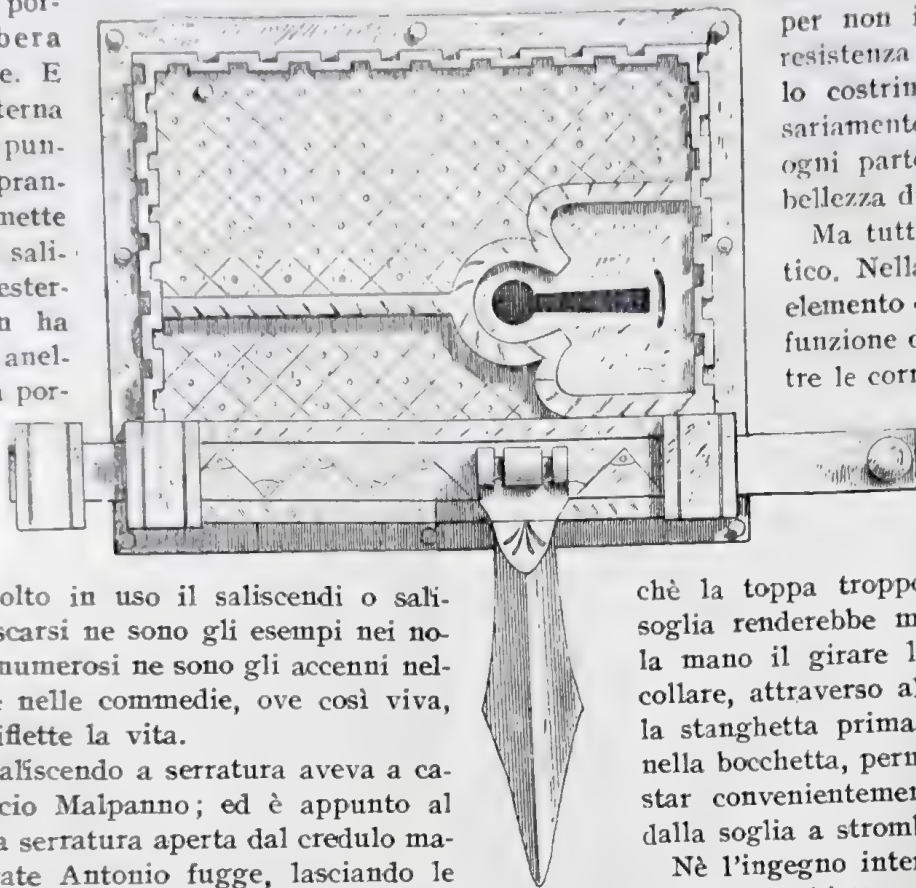 por-
bera
e. E
terna
pun-
pran-
mette
sali-
ester-
n ha
anel-
a por-
olto in uso il saliscendi o sali-
scarsi ne sono gli esempi nei no-
numerosi ne sono gli accenni nel-
e nelle commedie, ove così viva,
iflette la vita.
aliscendo a serratura aveva a ca-
cio Malpanno; ed è appunto al
a serratura aperta dal credulo ma-
ate Antonio fugge, lasciando le
per non i
resistenza
lo costrin
sariamente
ogni parte
bellezza d
Ma tutt
tico. Nella
elemento
funzione d
tre le corr
chè la toppa troppo
soglia renderebbe m
la mano il girare l
collare, attraverso al
la stanghetta prima
nella bocchetta, perm
star convenientemen
dalla soglia a stromb
Nè l'ingegno inter